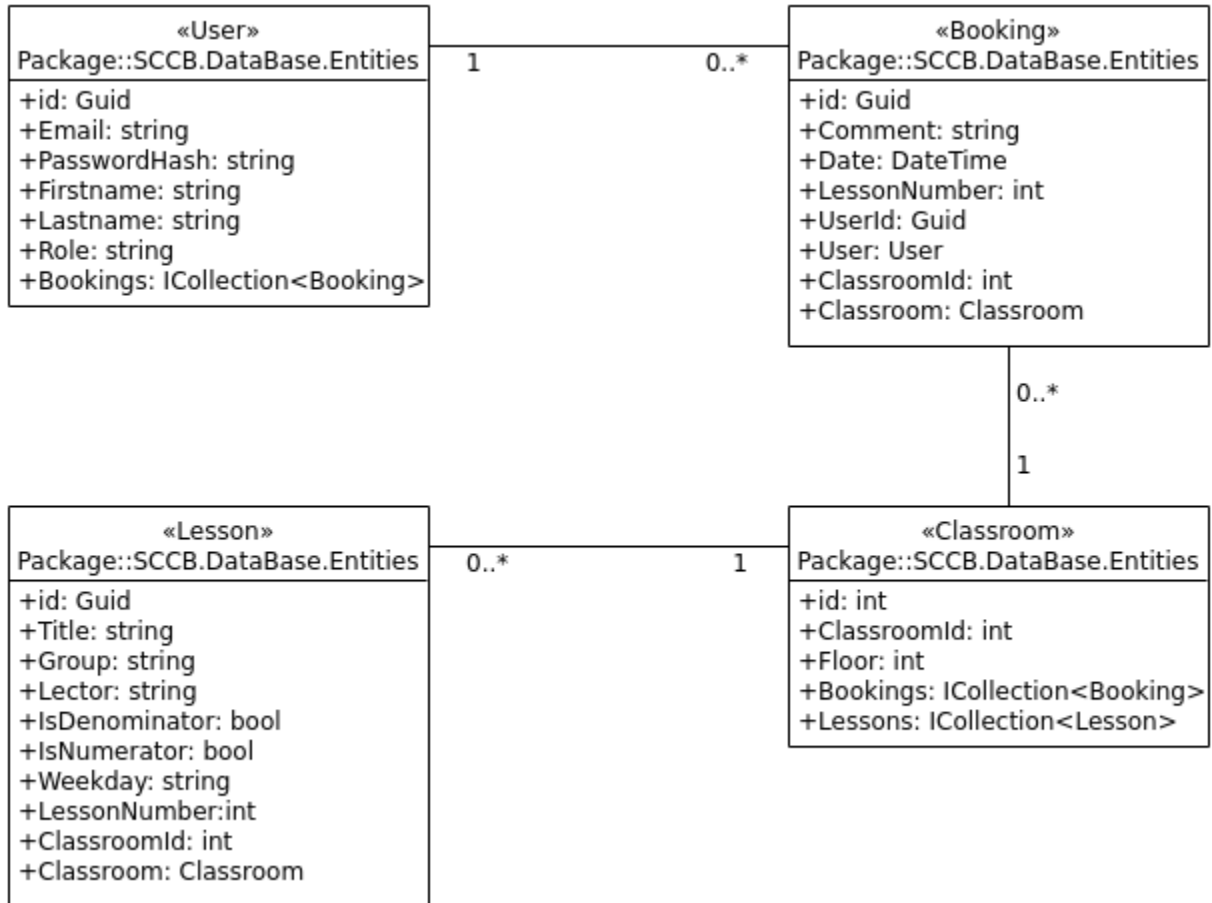 «User»
Package::SCCB.DataBase.Entities
+id: Guid
+Email: string
+PasswordHash: string
+Firstname: string
+Lastname: string
+Role: string
+Bookings: ICollection<Booking>
1
0..*
«Booking»
Package::SCCB.DataBase.Entities
+id: Guid
+Comment: string
+Date: DateTime
+LessonNumber: int
+UserId: Guid
+User: User
+ClassroomId: int
+Classroom: Classroom
0..*
1
«Lesson»
Package::SCCB.DataBase.Entities
+id: Guid
+Title: string
+Group: string
+Lector: string
+IsDenominator: bool
+IsNumerator: bool
+Weekday: string
+LessonNumber:int
+ClassroomId: int
+Classroom: Classroom
0..*
1
«Classroom»
Package::SCCB.DataBase.Entities
+id: int
+ClassroomId: int
+Floor: int
+Bookings: ICollection<Booking>
+Lessons: ICollection<Lesson>